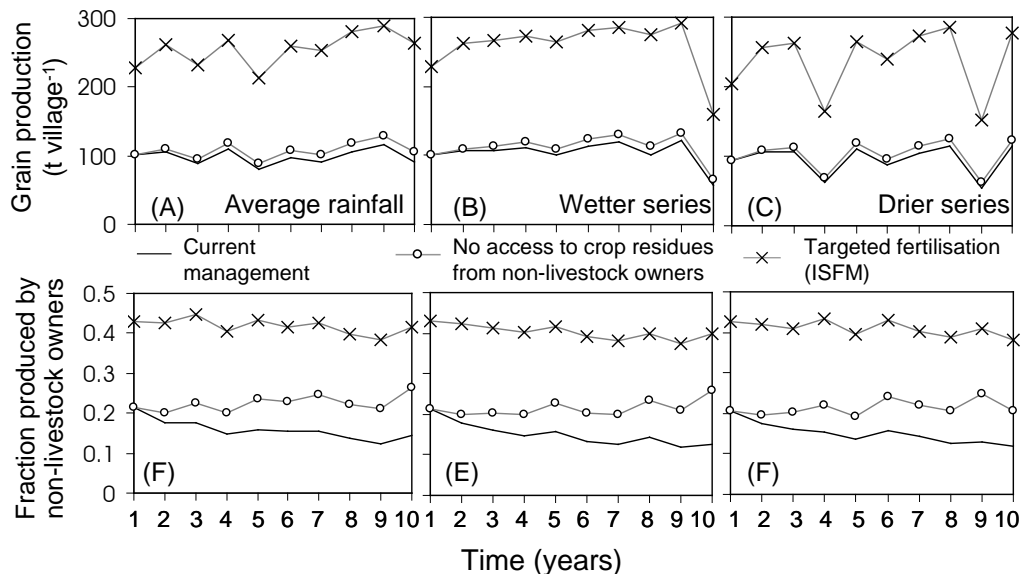 Grain production
(t village⁻¹)
300
200
100
0
(A) Average rainfall
(B) Wetter series
(C) Drier series
Current
management
No access to crop residues
from non-livestock owners
Targeted fertilisation
(ISFM)
Fraction produced by
non-livestock owners
0.5
0.4
0.3
0.2
0.1
0
(F)
(E)
(F)
1 2 3 4 5 6 7 8 9 10
1 2 3 4 5 6 7 8 9 10
1 2 3 4 5 6 7 8 9 10
Time (years)